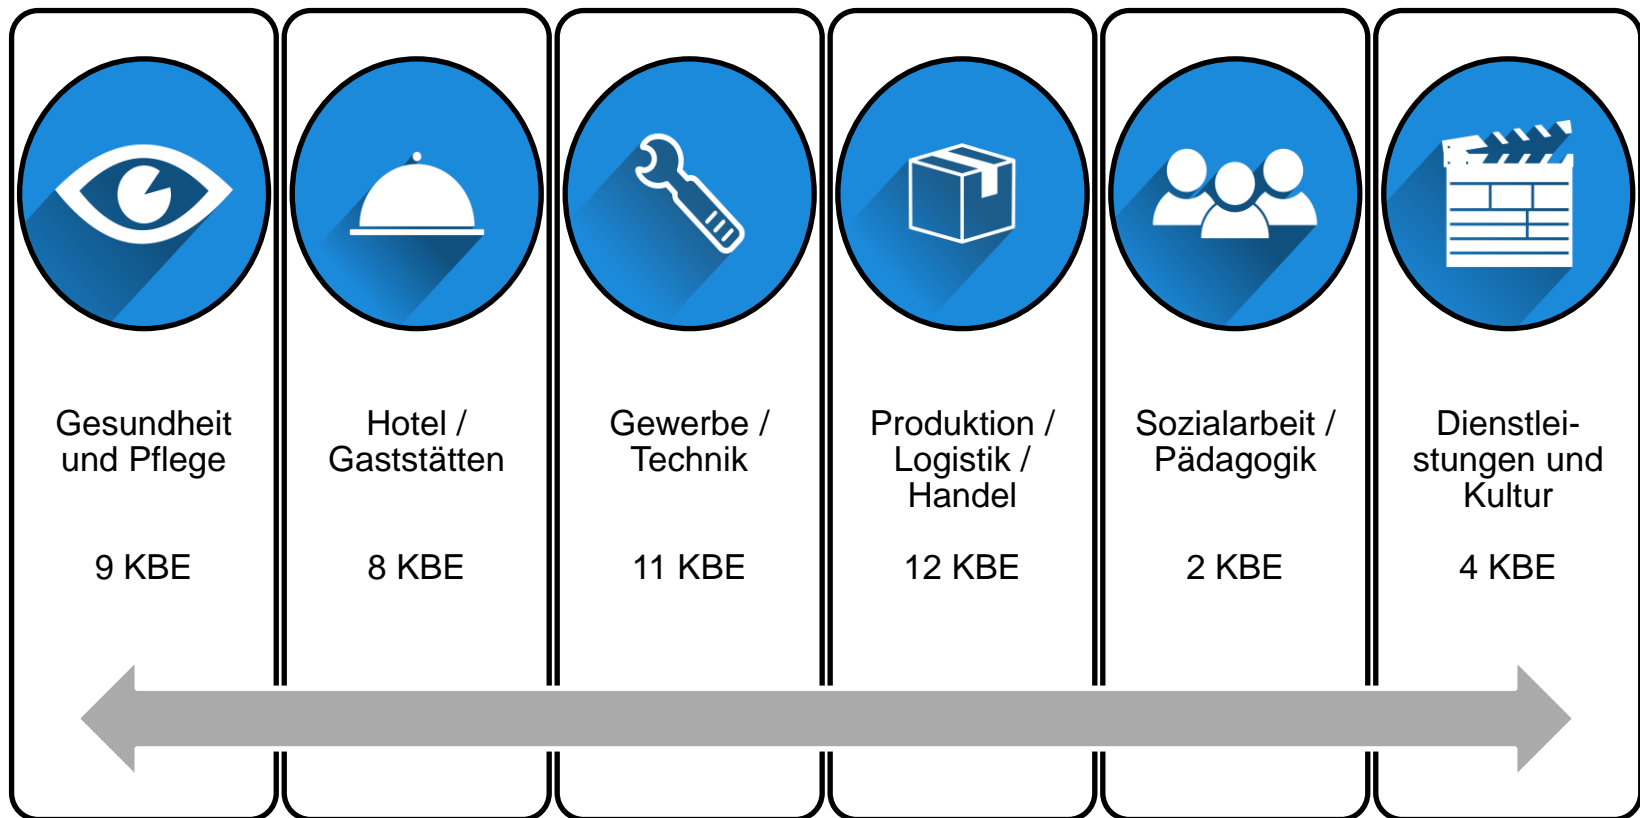 Gesundheit
und Pflege
9 KBE
Hotel /
Gaststätten
8 KBE
Gewerbe /
Technik
11 KBE
Produktion /
Logistik /
Handel
12 KBE
Sozialarbeit /
Pädagogik
2 KBE
Dienstlei-
stungen und
Kultur
4 KBE